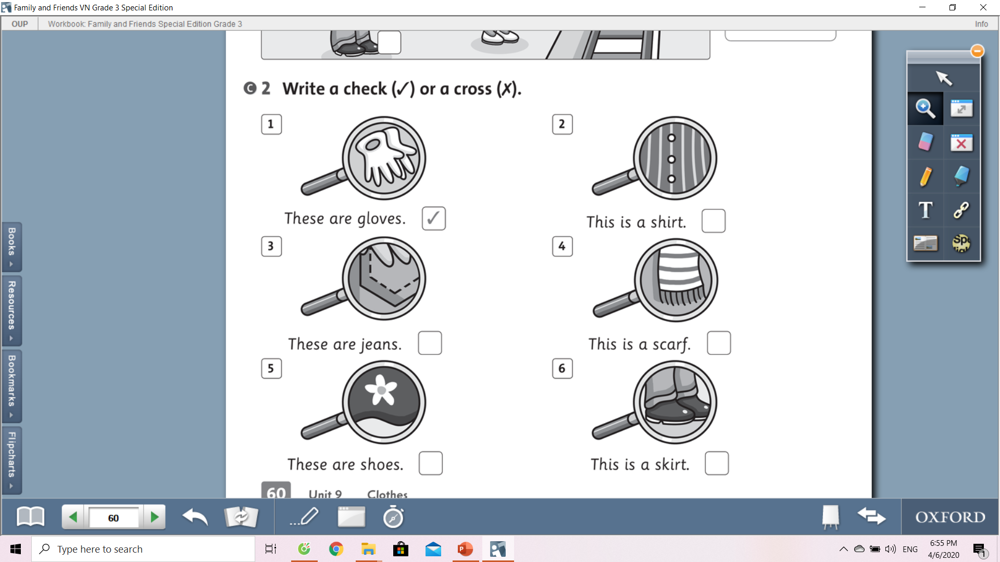 Family and Friends VN Grade 3 Special Edition
OUP Workbook: Family and Friends Special Edition Grade 3 Info
C 2 Write a check (✓) or a cross (✗).
1
2
These are gloves. ✓
This is a shirt.
3
4
These are jeans.
This is a scarf.
5
6
These are shoes.
This is a skirt.
60 Unit 9 Clothes
Books
Resources
Bookmarks
Flipcharts
T
60
OXFORD
Type here to search
ENG
6:55 PM
4/6/2020
1